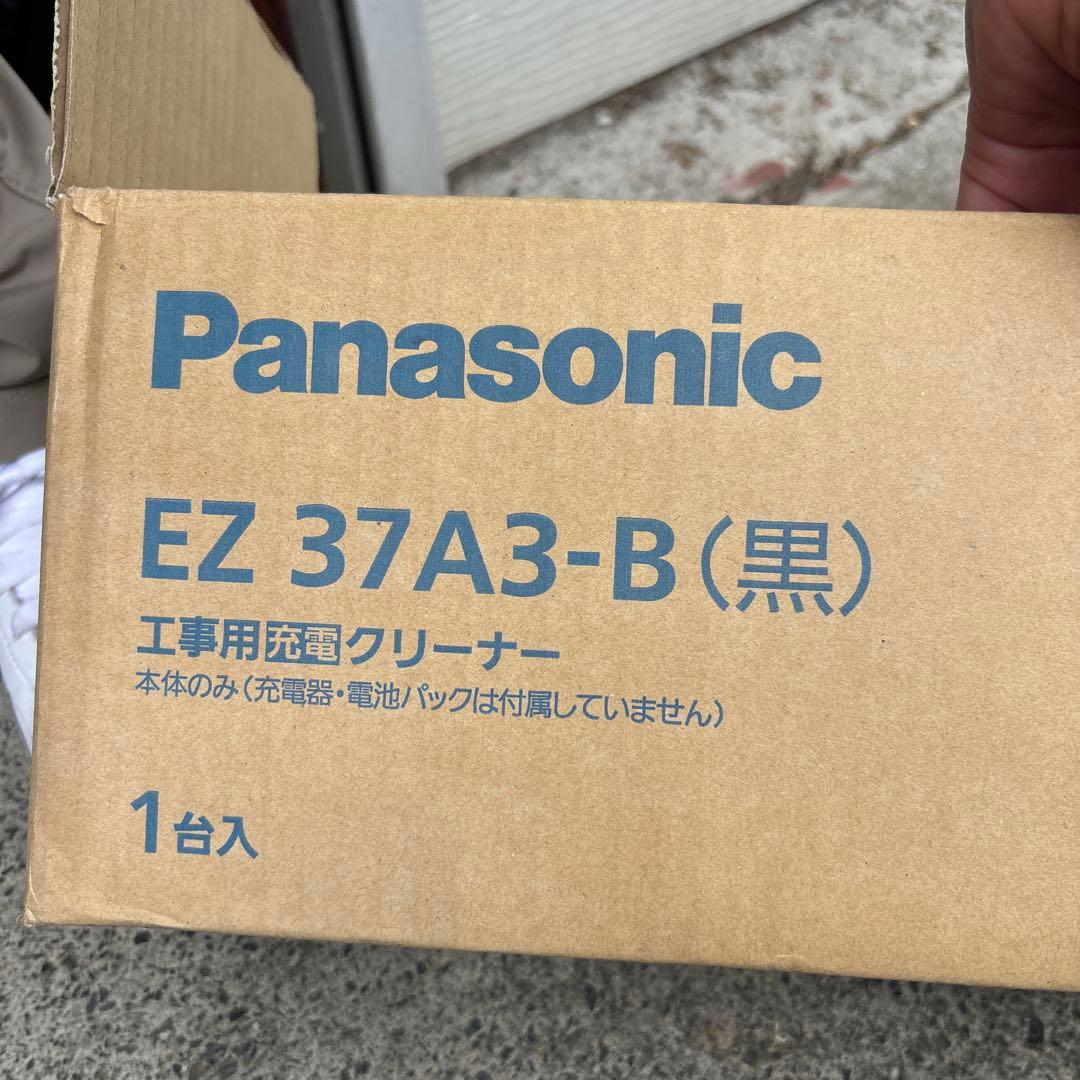 Panasonic
EZ 37A3-B（黒）
工事用充電クリーナー
本体のみ（充電器・電池パックは付属していません）
1台入